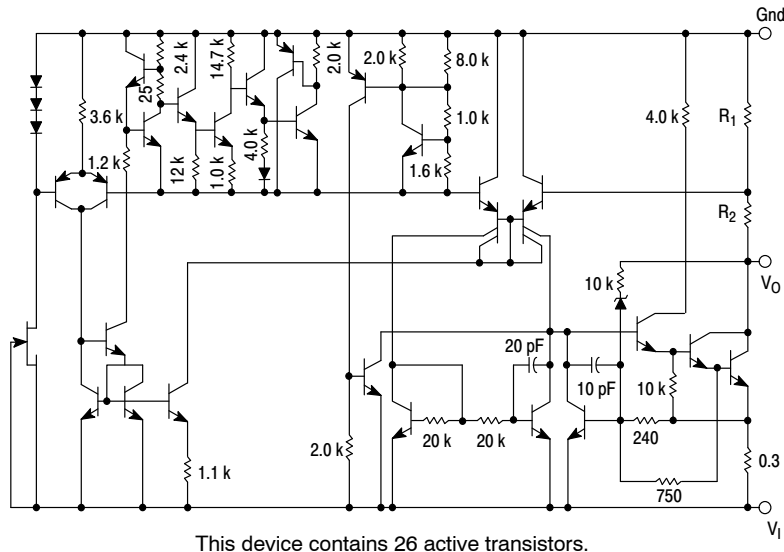 Gnd
2.4 k
14.7 k
2.0 k
2.0 k
8.0 k
25
3.6 k
1.0 k
4.0 k
R1
4.0 k
1.2 k
12 k
1.0 k
1.6 k
R2
10 k
VO
20 pF
10 pF
10 k
2.0 k
20 k
20 k
240
0.3
1.1 k
750
VI
This device contains 26 active transistors.